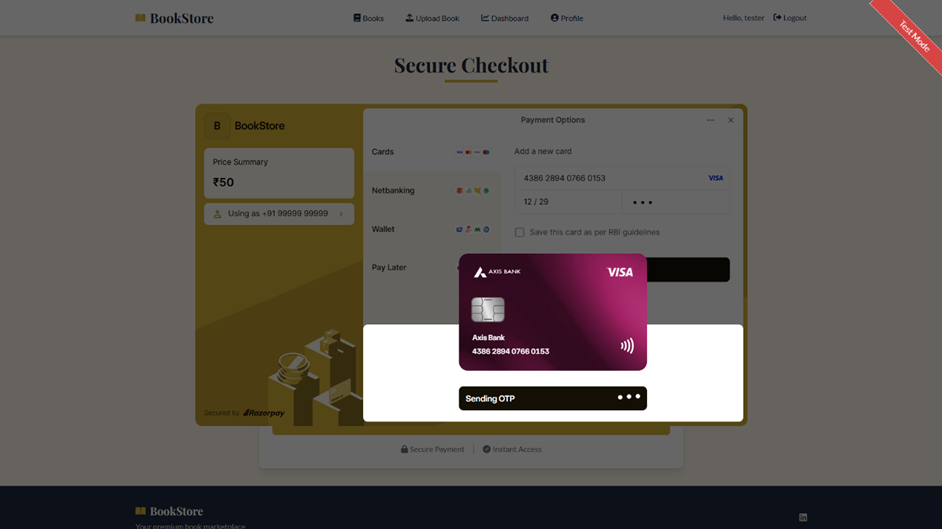 BookStore
Books
Upload Book
Dashboard
Profile
Hello, tester
Logout
Test Mode
Secure Checkout
B
BookStore
Price Summary
₹50
Using as +91 99999 99999
Secured by Razorpay
Payment Options
Cards
Netbanking
Wallet
Pay Later
Add a new card
4386 2894 0766 0153
VISA
12 / 29
Save this card as per RBI guidelines
AXIS BANK
VISA
Axis Bank
4386 2894 0766 0153
Sending OTP
Secure Payment
Instant Access
BookStore
Your premium book marketplace